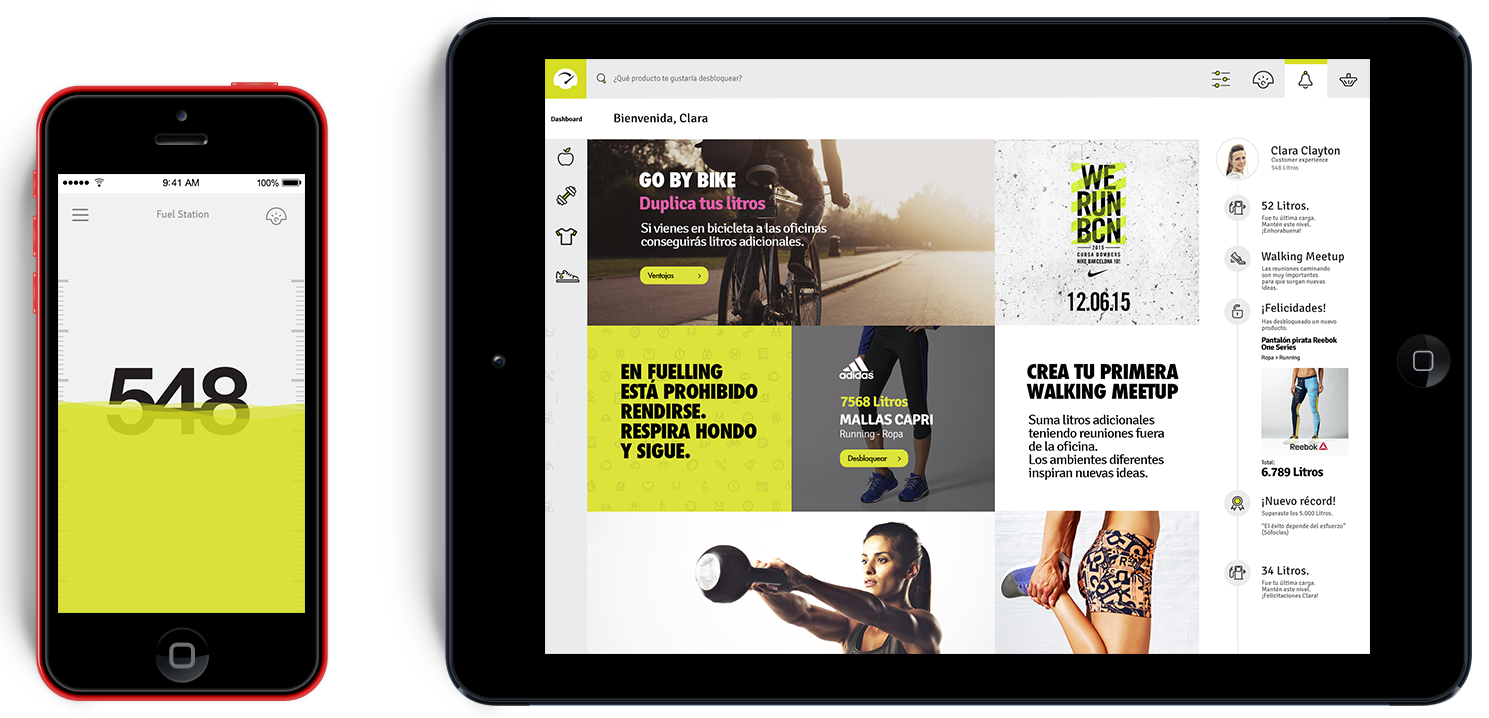 9:41 AM
100%
Fuel Station
548
¿Qué producto te gustaría desbloquear?
Dashboard
Bienvenida, Clara
GO BY BIKE
Duplica tus litros
Si vienes en bicicleta a las oficinas
conseguirás litros adicionales.
Ventajas >
WE
RUN
BCN
2015
CURSA BOMBERS
NIKE BARCELONA 10!
12.06.15
EN FUELLING
ESTÁ PROHIBIDO
RENDIRSE.
RESPIRA HONDO
Y SIGUE.
adidas
7568 Litros
MALLAS CAPRI
Running - Ropa
Desbloquear >
CREA TU PRIMERA
WALKING MEETUP
Suma litros adicionales
teniendo reuniones fuera
de la oficina.
Los ambientes diferentes
inspiran nuevas ideas.
Clara Clayton
Customer experience
548 Litros
52 Litros.
Fue tu última carga.
Mantén este nivel.
¡Enhorabuena!
Walking Meetup
Las reuniones caminando
son muy importantes
para que surgan nuevas
ideas.
¡Felicidades!
Has desbloqueado un nuevo
producto.
Pantalón pirata Reebok
One Series
Ropa > Running
Reebok
Total:
6.789 Litros
¡Nuevo récord!
Superaste los 5.000 Litros.
"El éxito depende del esfuerzo"
(Sófocles)
34 Litros.
Fue tu última carga.
Mantén este nivel.
¡Felicitaciones Clara!